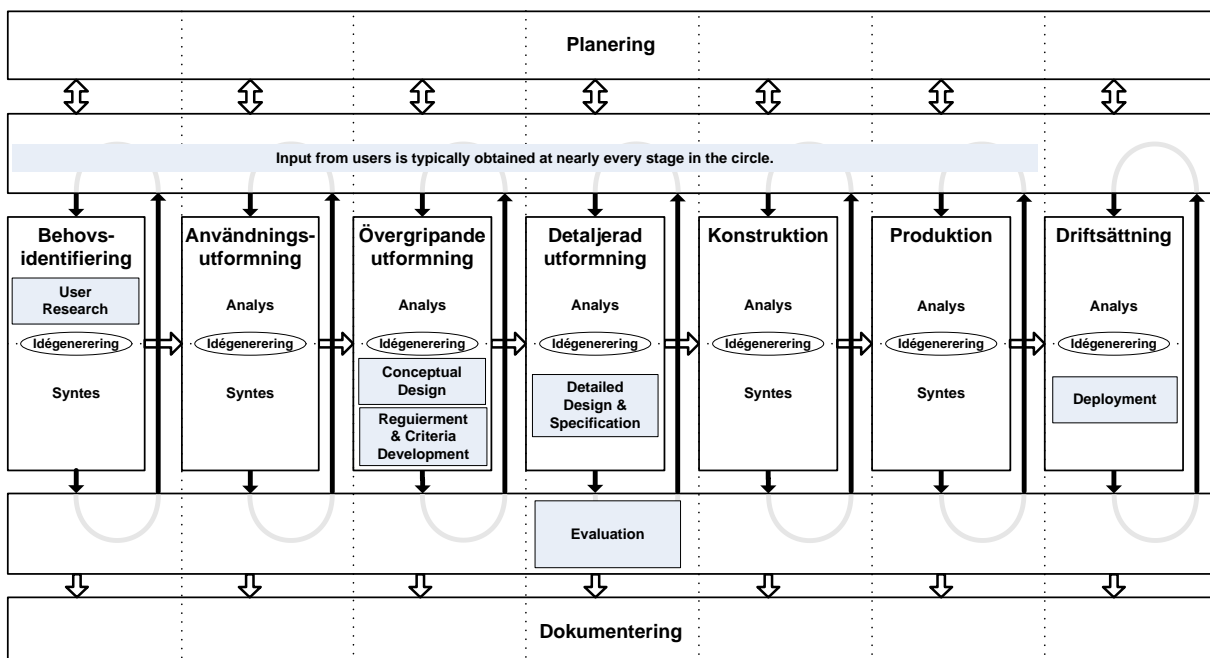 Planering
Input from users is typically obtained at nearly every stage in the circle.
Behovs-
identifiering
User
Research
Idégenerering
Syntes
Användnings-
utformning
Analys
Idégenerering
Syntes
Övergripande
utformning
Analys
Idégenerering
Conceptual
Design
Reguierment
& Criteria
Development
Detaljerad
utformning
Analys
Idégenerering
Detailed
Design &
Specification
Konstruktion
Analys
Idégenerering
Syntes
Produktion
Analys
Idégenerering
Syntes
Driftsättning
Analys
Idégenerering
Deployment
Evaluation
Dokumentering